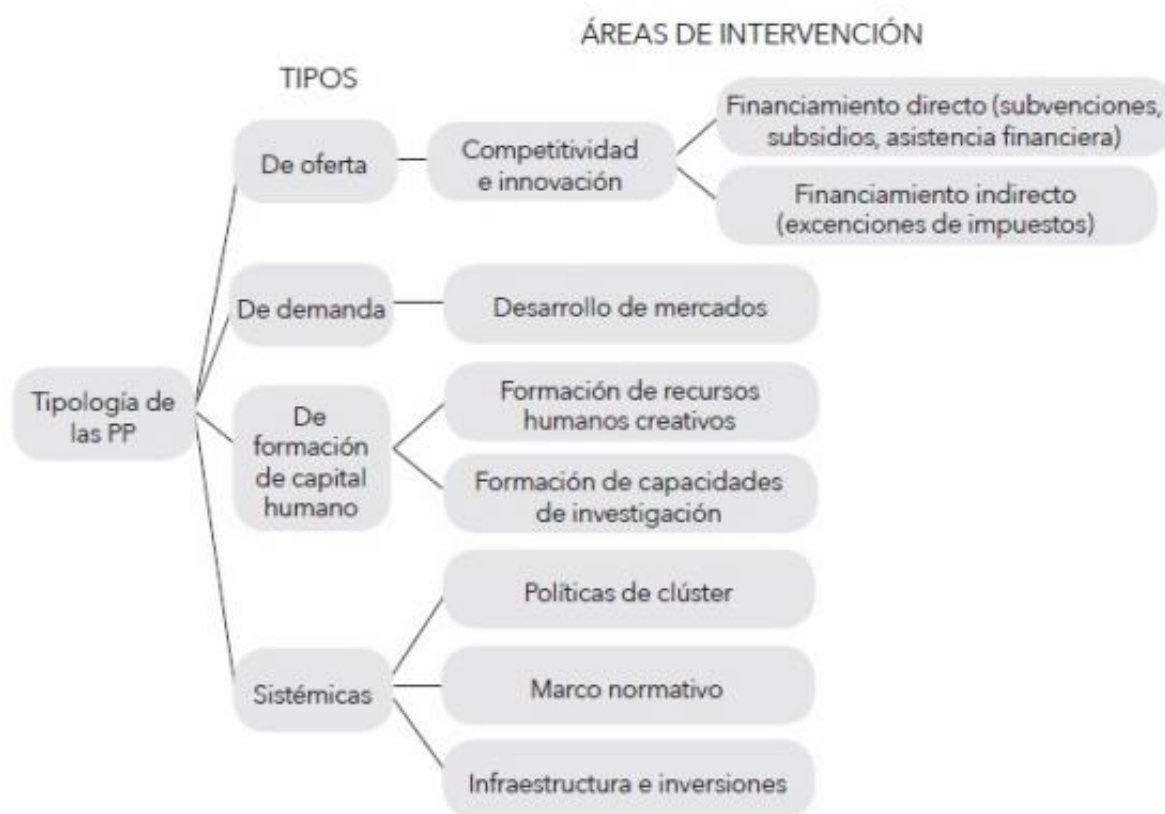 ÁREAS DE INTERVENCIÓN
TIPOS
Financiamiento directo (subvenciones,
subsidios, asistencia financiera)
De oferta
Competitividad
e innovación
Financiamiento indirecto
(excenciones de impuestos)
De demanda
Desarrollo de mercados
Tipología de
las PP
De
formación
de capital
humano
Formación de recursos
humanos creativos
Formación de capacidades
de investigación
Sistémicas
Políticas de clúster
Marco normativo
Infraestructura e inversiones